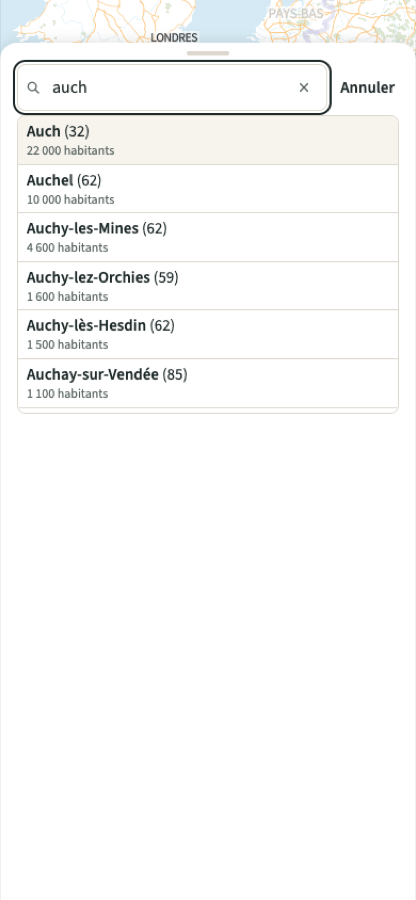 PAYS-BAS
LONDRES
auch
Annuler
Auch (32)
22 000 habitants
Auchel (62)
10 000 habitants
Auchy-les-Mines (62)
4 600 habitants
Auchy-lez-Orchies (59)
1 600 habitants
Auchy-lès-Hesdin (62)
1 500 habitants
Auchay-sur-Vendée (85)
1 100 habitants